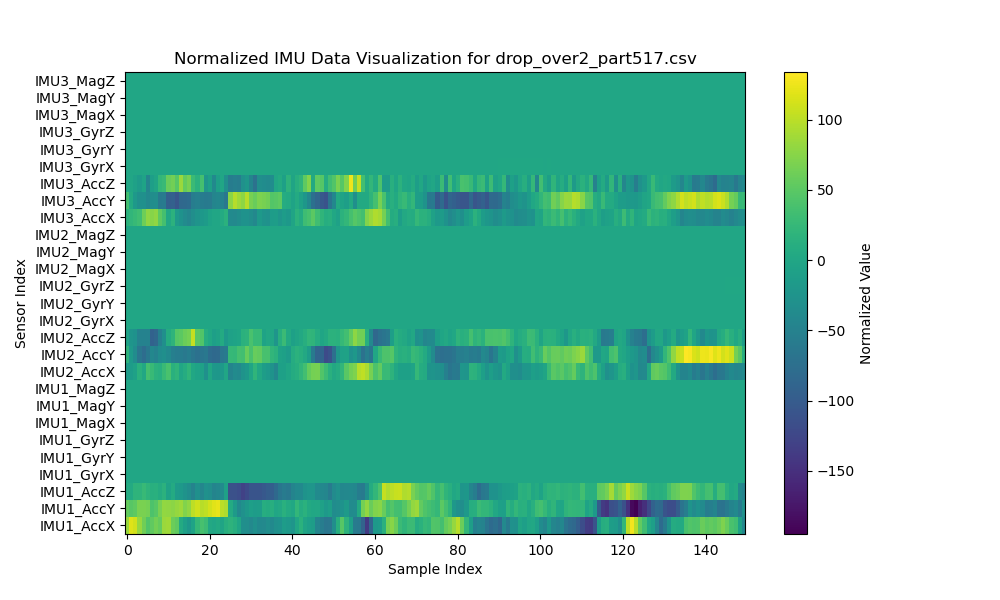 Normalized IMU Data Visualization for drop_over2_part517.csv
Sensor Index
IMU3_MagZ
IMU3_MagY
IMU3_MagX
IMU3_GyrZ
IMU3_GyrY
IMU3_GyrX
IMU3_AccZ
IMU3_AccY
IMU3_AccX
IMU2_MagZ
IMU2_MagY
IMU2_MagX
IMU2_GyrZ
IMU2_GyrY
IMU2_GyrX
IMU2_AccZ
IMU2_AccY
IMU2_AccX
IMU1_MagZ
IMU1_MagY
IMU1_MagX
IMU1_GyrZ
IMU1_GyrY
IMU1_GyrX
IMU1_AccZ
IMU1_AccY
IMU1_AccX
0 20 40 60 80 100 120 140
Sample Index
100
50
0
−50
−100
−150
Normalized Value